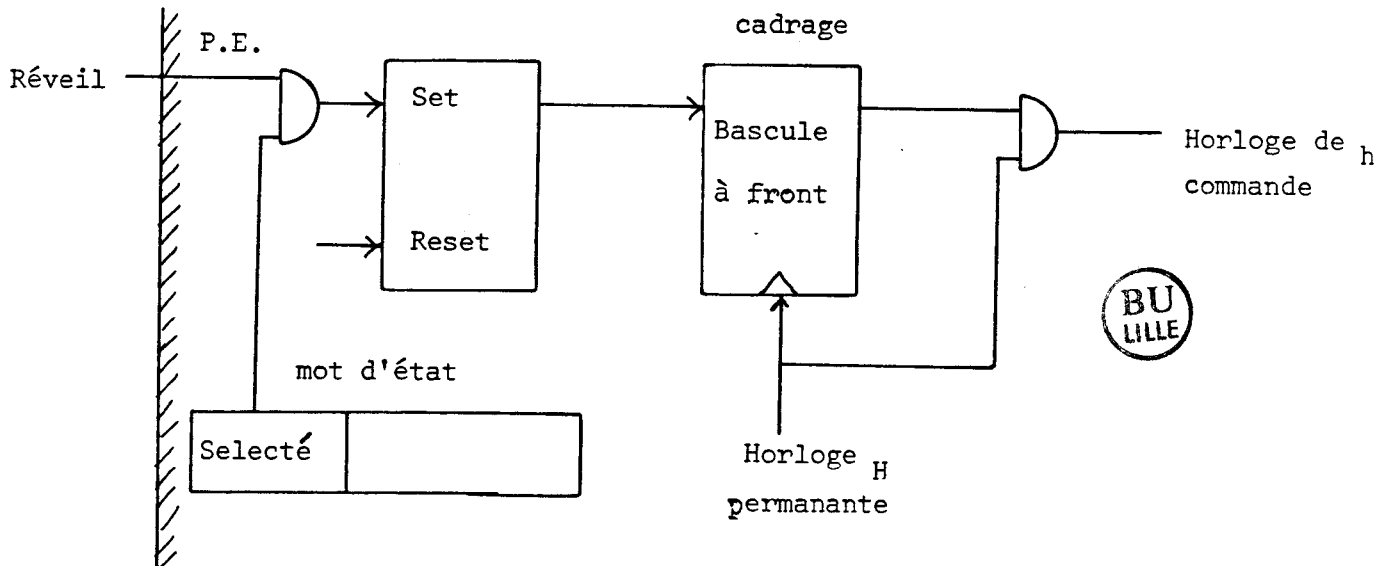 cadrage
P.E.
Réveil
Set
Bascule
à front
Reset
Horloge de h
commande
BU
LILLE
mot d'état
Selecté
Horloge H
permanante